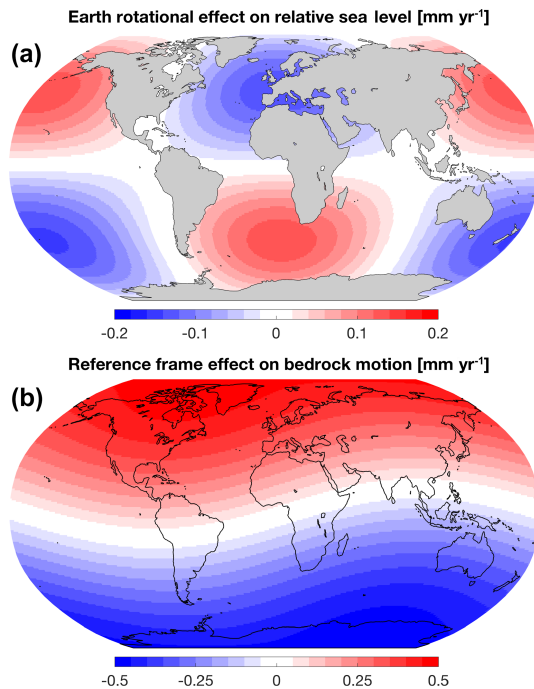 Earth rotational effect on relative sea level [mm yr⁻¹]
(a)
-0.2 -0.1 0 0.1 0.2
Reference frame effect on bedrock motion [mm yr⁻¹]
(b)
-0.5 -0.25 0 0.25 0.5